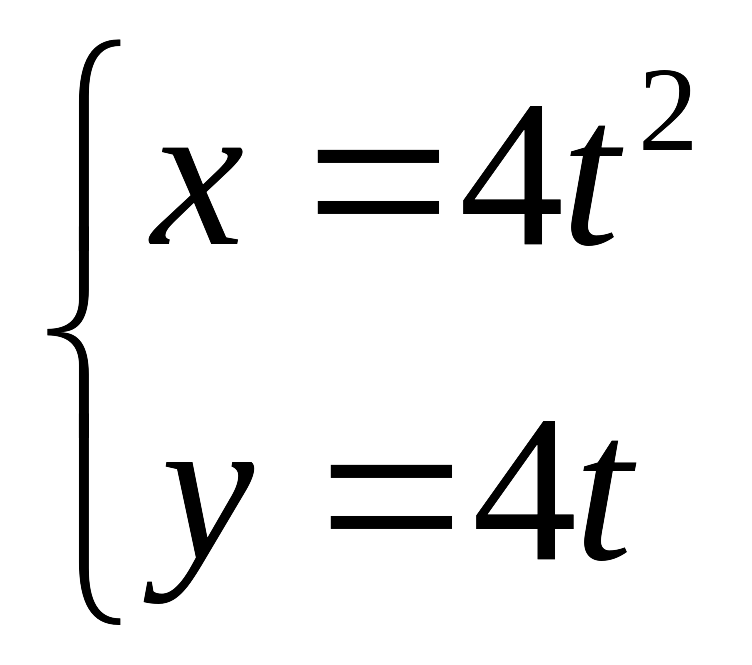 x = 4t²
y = 4t